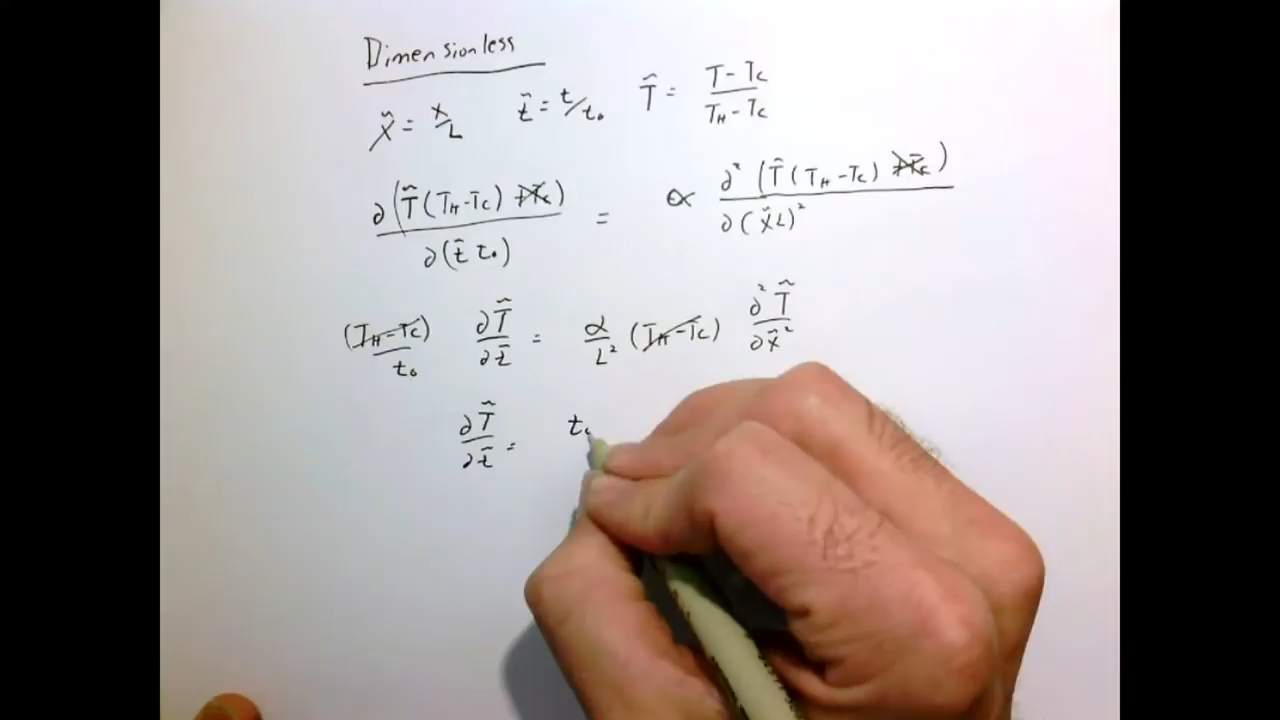 Dimensionless
x̃ = x/L t̃ = t/t₀ T̃ = (T - Tc)/(TH - Tc)
∂(T̃(TH - Tc) + Tc)/∂(t̃ t₀) = α ∂²(T̃(TH - Tc) + Tc)/∂(x̃L)²
(TH - Tc)/t₀ ∂T̃/∂t̃ = α/L² (TH - Tc) ∂²T̃/∂x̃²
∂T̃/∂t̃ = t₀